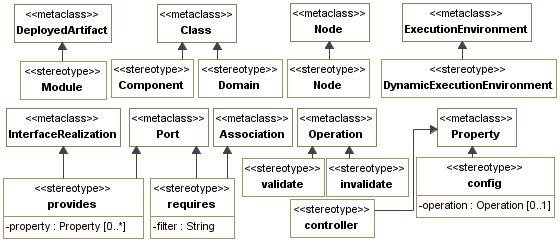 <<metaclass>>
DeployedArtifact
<<metaclass>>
Class
<<metaclass>>
Node
<<metaclass>>
ExecutionEnvironment
<<stereotype>>
Module
<<stereotype>>
Component
<<stereotype>>
Domain
<<stereotype>>
Node
<<stereotype>>
DynamicExecutionEnvironment
<<metaclass>>
InterfaceRealization
<<metaclass>>
Port
<<metaclass>>
Association
<<metaclass>>
Operation
<<metaclass>>
Property
<<stereotype>>
provides
-property : Property [0..*]
<<stereotype>>
requires
-filter : String
<<stereotype>>
validate
<<stereotype>>
invalidate
<<stereotype>>
controller
<<stereotype>>
config
-operation : Operation [0..1]